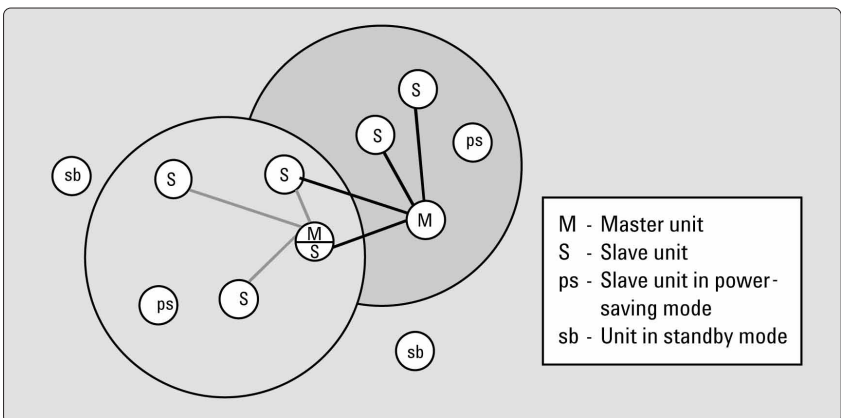 S
S
ps
sb
S
S
M
M
S
ps
S
sb
M - Master unit
S - Slave unit
ps - Slave unit in power-
saving mode
sb - Unit in standby mode